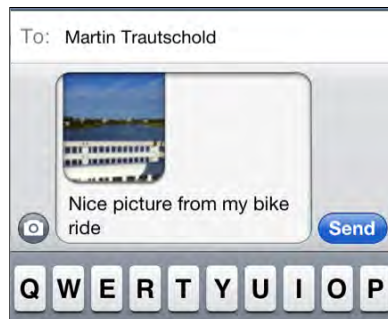 To: Martin Trautschold
Nice picture from my bike
ride
Send
Q W E R T Y U I O P